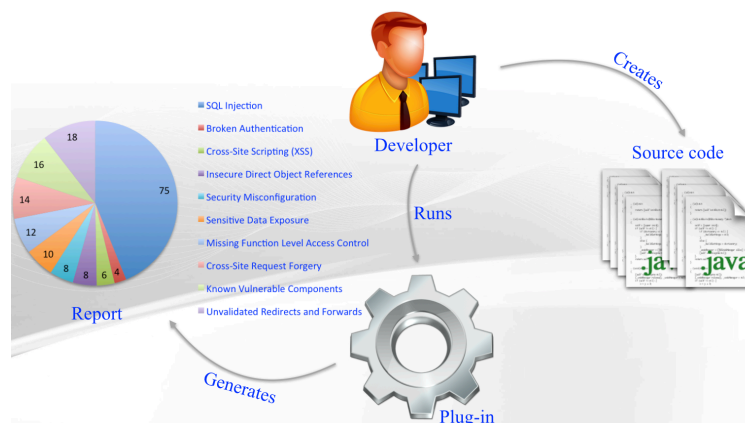 Creates
Developer
Source code
.java
.java
Runs
Plug-in
Generates
Report
75
4
6
8
8
10
12
14
16
18
SQL Injection
Broken Authentication
Cross-Site Scripting (XSS)
Insecure Direct Object References
Security Misconfiguration
Sensitive Data Exposure
Missing Function Level Access Control
Cross-Site Request Forgery
Known Vulnerable Components
Unvalidated Redirects and Forwards